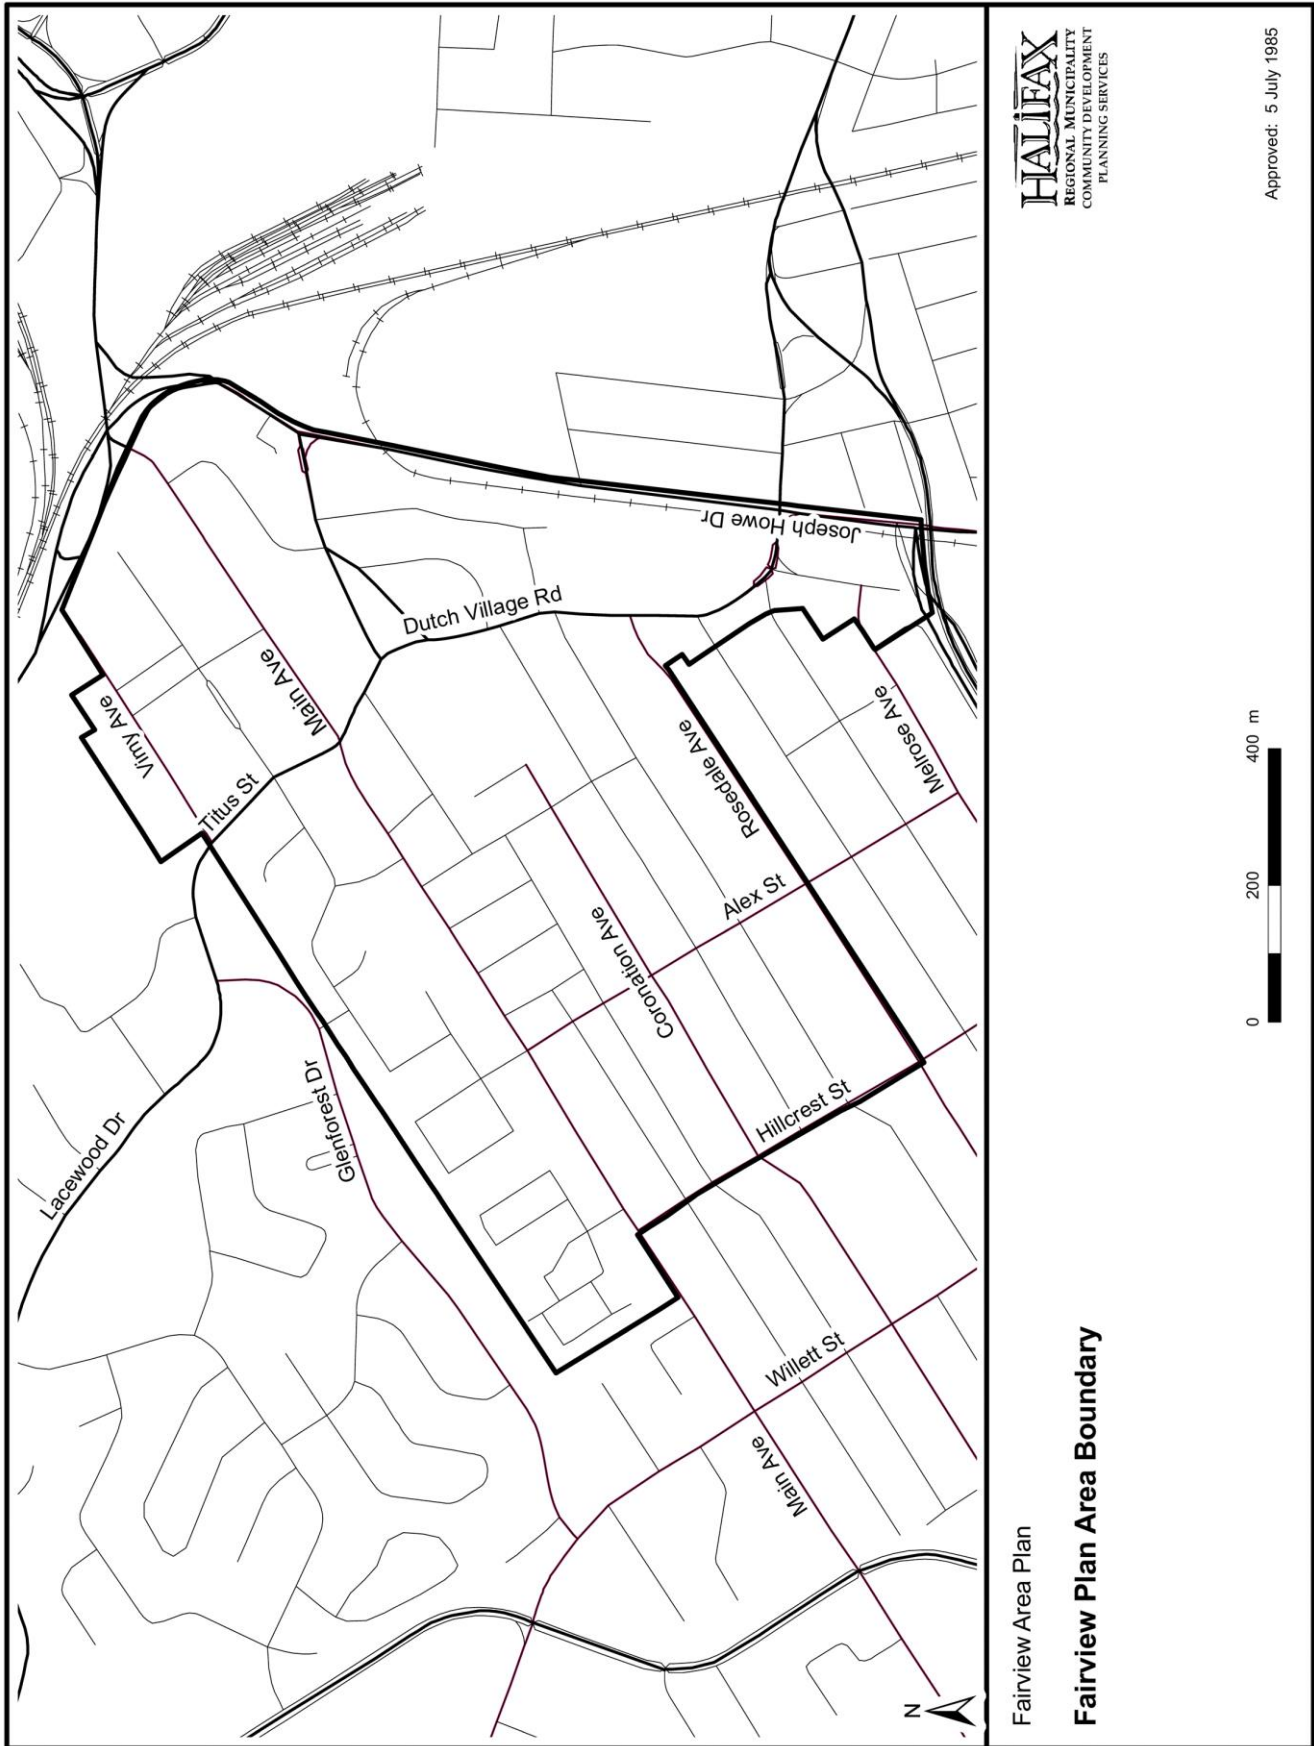 Lacewood Dr
Glenforest Dr
Titus St
Vimy Ave
Main Ave
Dutch Village Rd
Joseph Howe Dr
Rosedale Ave
Melrose Ave
Alex St
Coronation Ave
Hillcrest St
Willett St
Main Ave
N
Fairview Area Plan
Fairview Plan Area Boundary
0 200 400 m
HALIFAX
REGIONAL MUNICIPALITY
COMMUNITY DEVELOPMENT
PLANNING SERVICES
Approved: 5 July 1985